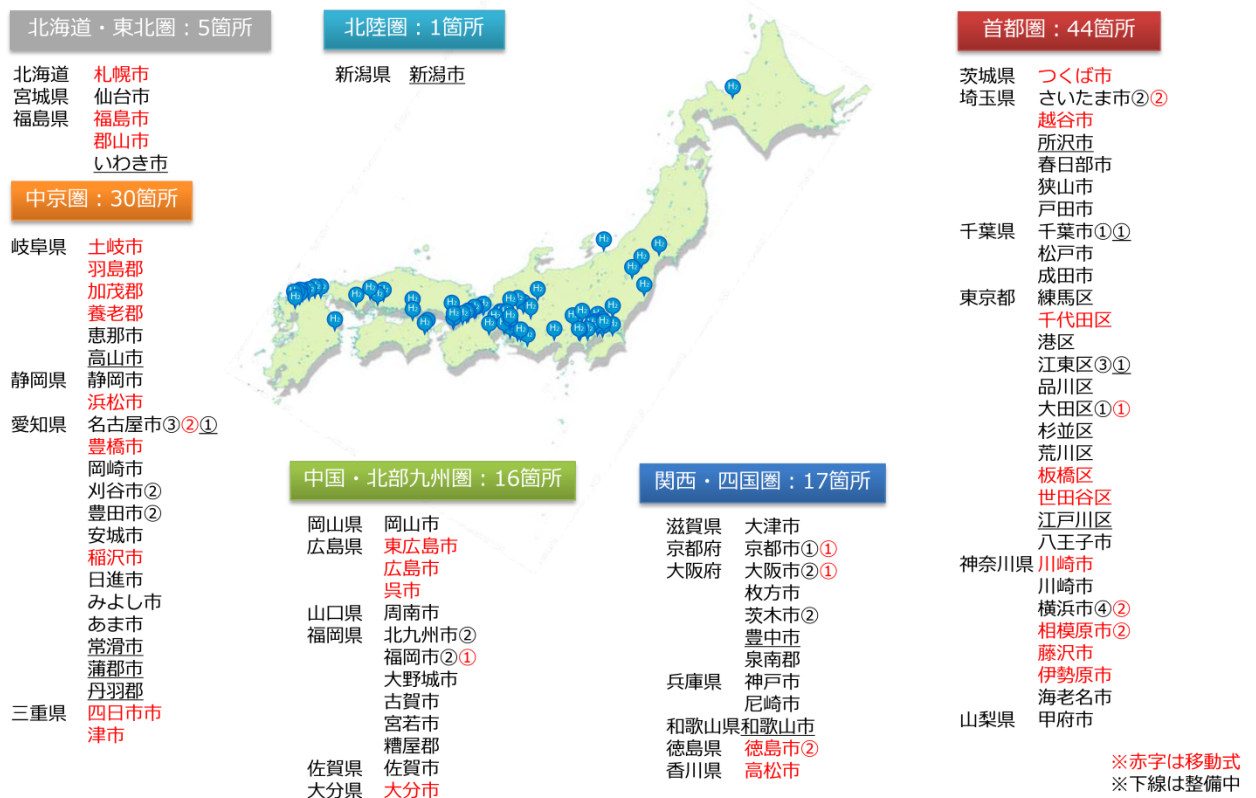 北海道・東北圏：5箇所
北海道 札幌市
宮城県 仙台市
福島県 福島市
郡山市
いわき市
北陸圏：1箇所
新潟県 新潟市
首都圏：44箇所
茨城県 つくば市
埼玉県 さいたま市②②
越谷市
所沢市
春日部市
狭山市
戸田市
千葉県 千葉市①①
松戸市
成田市
東京都 練馬区
千代田区
港区
江東区③①
品川区
大田区①①
杉並区
荒川区
板橋区
世田谷区
江戸川区
八王子市
神奈川県 川崎市
川崎市
横浜市④②
相模原市②
藤沢市
伊勢原市
海老名市
山梨県 甲府市
中京圏：30箇所
岐阜県 土岐市
羽島郡
加茂郡
養老郡
恵那市
高山市
静岡県 静岡市
浜松市
愛知県 名古屋市③②①
豊橋市
岡崎市
刈谷市②
豊田市②
安城市
稲沢市
日進市
みよし市
あま市
常滑市
蒲郡市
丹羽郡
三重県 四日市市
津市
中国・北部九州圏：16箇所
岡山県 岡山市
広島県 東広島市
広島市
呉市
山口県 周南市
福岡県 北九州市②
福岡市②①
大野城市
古賀市
宮若市
糟屋郡
佐賀県 佐賀市
大分県 大分市
関西・四国圏：17箇所
滋賀県 大津市
京都府 京都市①①
大阪府 大阪市②①
枚方市
茨木市②
豊中市
泉南郡
兵庫県 神戸市
尼崎市
和歌山県和歌山市
徳島県 徳島市②
香川県 高松市
※赤字は移動式
※下線は整備中